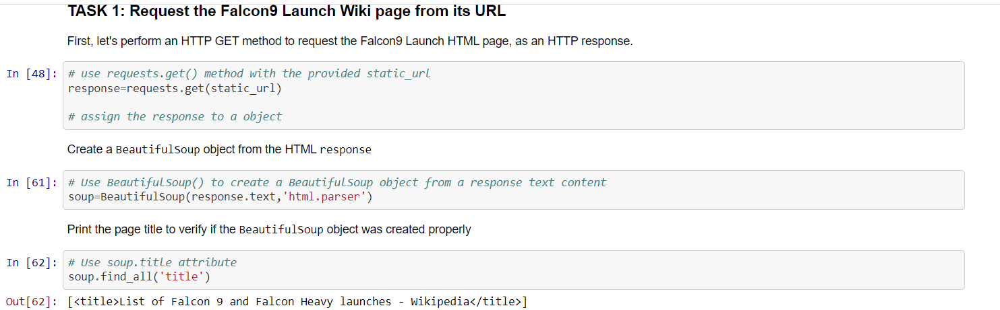 TASK 1: Request the Falcon9 Launch Wiki page from its URL
First, let's perform an HTTP GET method to request the Falcon9 Launch HTML page, as an HTTP response.
In [48]: # use requests.get() method with the provided static_url
response=requests.get(static_url)
# assign the response to a object
Create a BeautifulSoup object from the HTML response
In [61]: # Use BeautifulSoup() to create a BeautifulSoup object from a response text content
soup=BeautifulSoup(response.text,'html.parser')
Print the page title to verify if the BeautifulSoup object was created properly
In [62]: # Use soup.title attribute
soup.find_all('title')
Out[62]: [<title>List of Falcon 9 and Falcon Heavy launches - Wikipedia</title>]